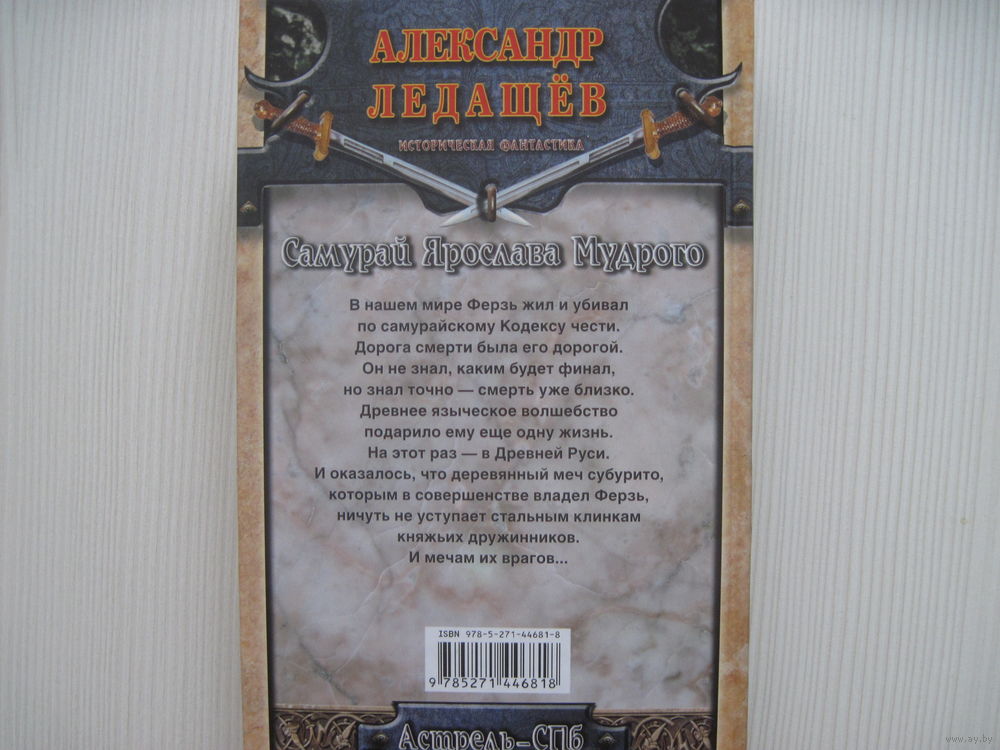 АЛЕКСАНДР
ЛЕДАЩЁВ
ИСТОРИЧЕСКАЯ ФАНТАСТИКА
Самурай Ярослава Мудрого
В нашем мире Ферзь жил и убивал
по самурайскому Кодексу чести.
Дорога смерти была его дорогой.
Он не знал, каким будет финал,
но знал точно — смерть уже близко.
Древнее языческое волшебство
подарило ему еще одну жизнь.
На этот раз — в Древней Руси.
И оказалось, что деревянный меч субурито,
которым в совершенстве владел Ферзь,
ничуть не уступает стальным клинкам
княжьих дружинников.
И мечам их врагов...
ISBN 978-5-271-44681-8
9 785271 446818
Астрель-СПб
www.ay.by